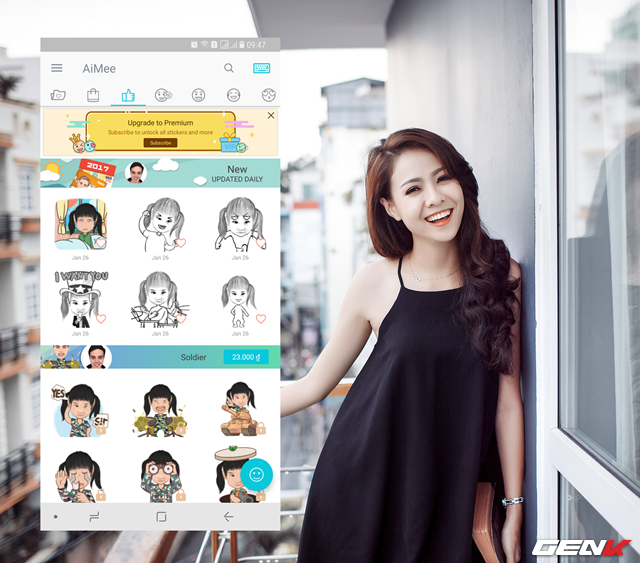 09:47
AiMee
Upgrade to Premium
Subscribe to unlock all stickers and more
Subscribe
2017
New
UPDATED DAILY
Jan 26
Jan 26
Jan 26
I WANT YOU
Jan 26
Jan 26
Jan 26
Soldier
23.000 ₫
YES
SIR
GENK